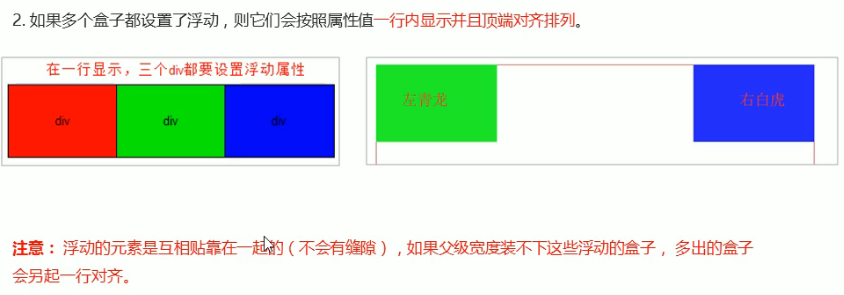 2. 如果多个盒子都设置了浮动，则它们会按照属性值一行内显示并且顶端对齐排列。
在一行显示，三个div都要设置浮动属性
div
div
div
左青龙
右白虎
注意： 浮动的元素是互相贴靠在一起的（不会有缝隙），如果父级宽度装不下这些浮动的盒子， 多出的盒子
会另起一行对齐。